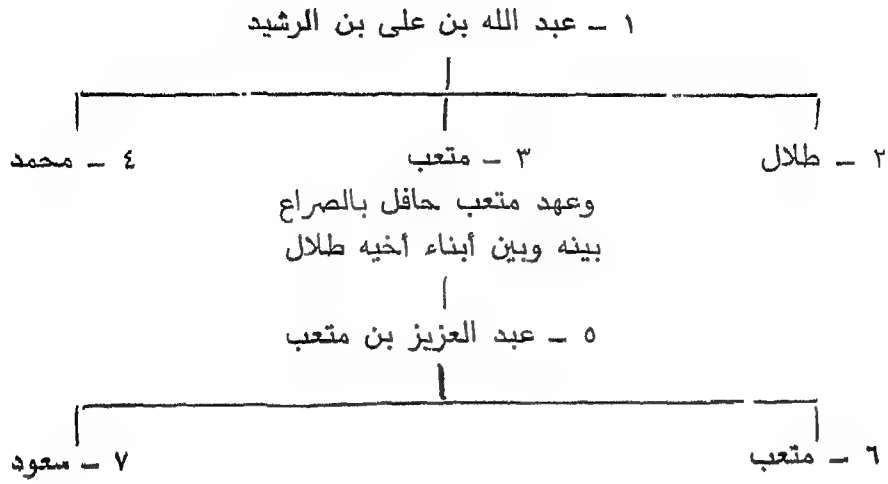 ١ – عبد الله بن على بن الرشيد
٢ – طلال
٣ – متعب
٤ – محمد
وعهد متعب حافل بالصراع
بينه وبين أبناء أخيه طلال
٥ – عبد العزيز بن متعب
٦ – متعب
٧ – سعود